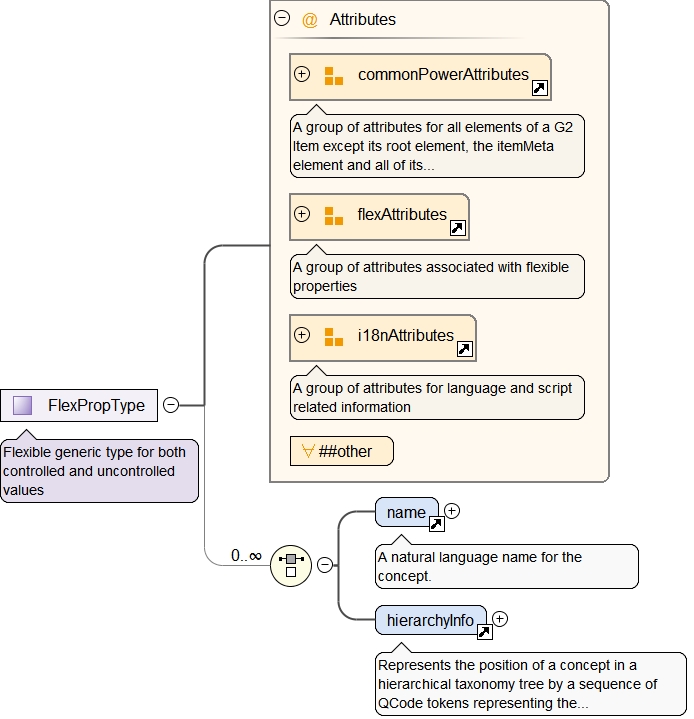 @ Attributes
commonPowerAttributes
A group of attributes for all elements of a G2
Item except its root element, the itemMeta
element and all of its...
flexAttributes
A group of attributes associated with flexible
properties
i18nAttributes
A group of attributes for language and script
related information
##other
FlexPropType
Flexible generic type for both
controlled and uncontrolled
values
0..∞
name
A natural language name for the
concept.
hierarchyInfo
Represents the position of a concept in a
hierarchical taxonomy tree by a sequence of
QCode tokens representing the...